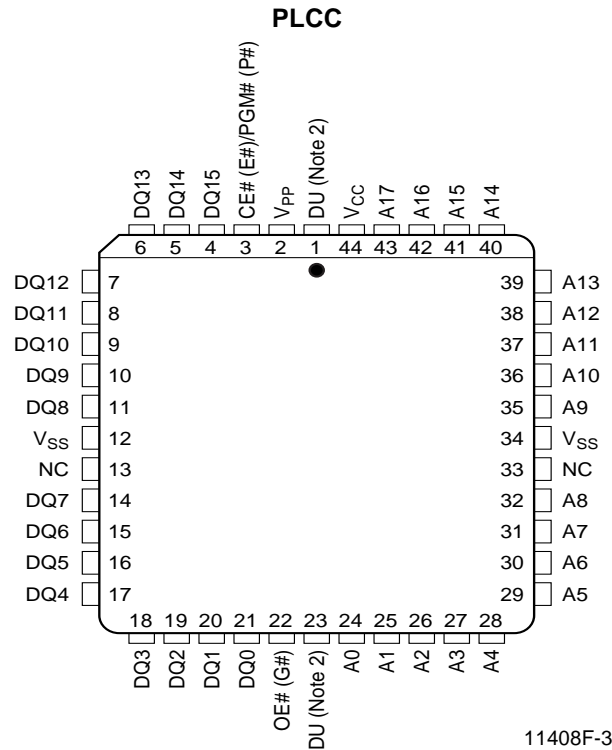 PLCC
DQ13
DQ14
DQ15
CE# (E#)/PGM# (P#)
VPP
DU (Note 2)
VCC
A17
A16
A15
A14
6 5 4 3 2 1 44 43 42 41 40
DQ12 7 39 A13
DQ11 8 38 A12
DQ10 9 37 A11
DQ9 10 36 A10
DQ8 11 35 A9
VSS 12 34 VSS
NC 13 33 NC
DQ7 14 32 A8
DQ6 15 31 A7
DQ5 16 30 A6
DQ4 17 29 A5
18 19 20 21 22 23 24 25 26 27 28
DQ3
DQ2
DQ1
DQ0
OE# (G#)
DU (Note 2)
A0
A1
A2
A3
A4
11408F-3